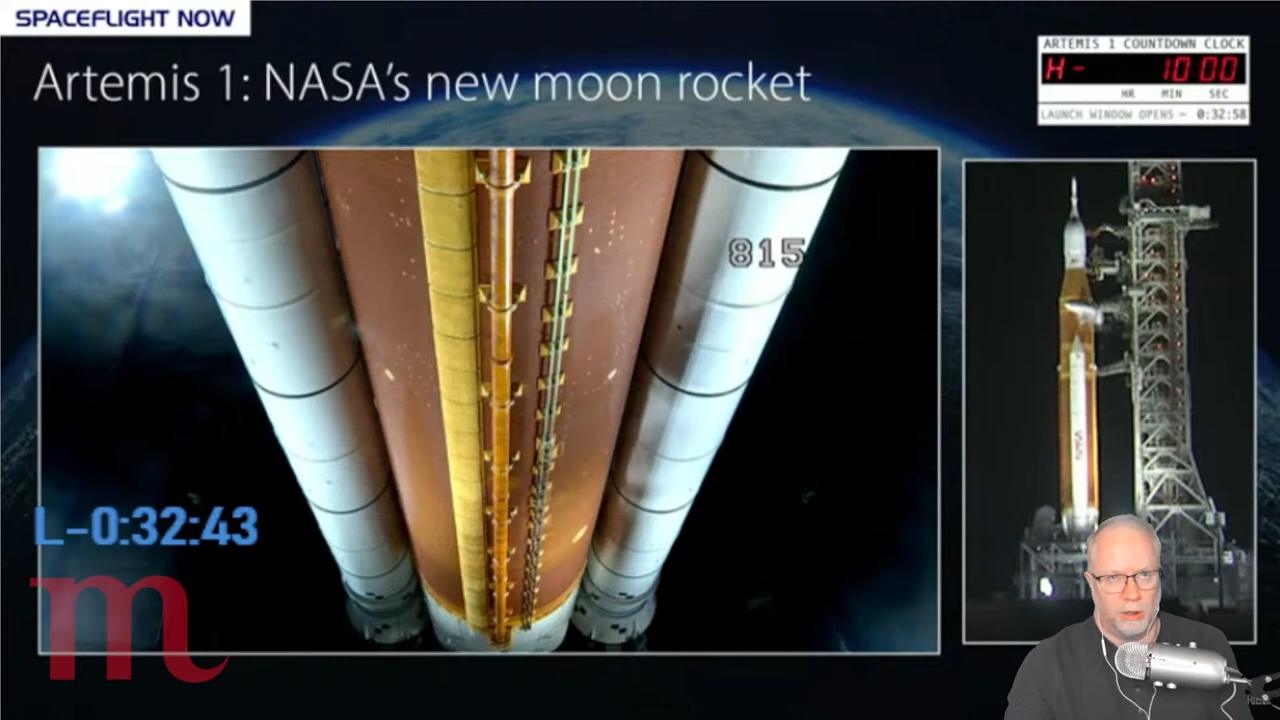 SPACEFLIGHT NOW
Artemis 1: NASA's new moon rocket
ARTEMIS 1 COUNTDOWN CLOCK
H - 10 00
HR MIN SEC
LAUNCH WINDOW OPENS – 0:32:58
815
NASA
L-0:32:43
m